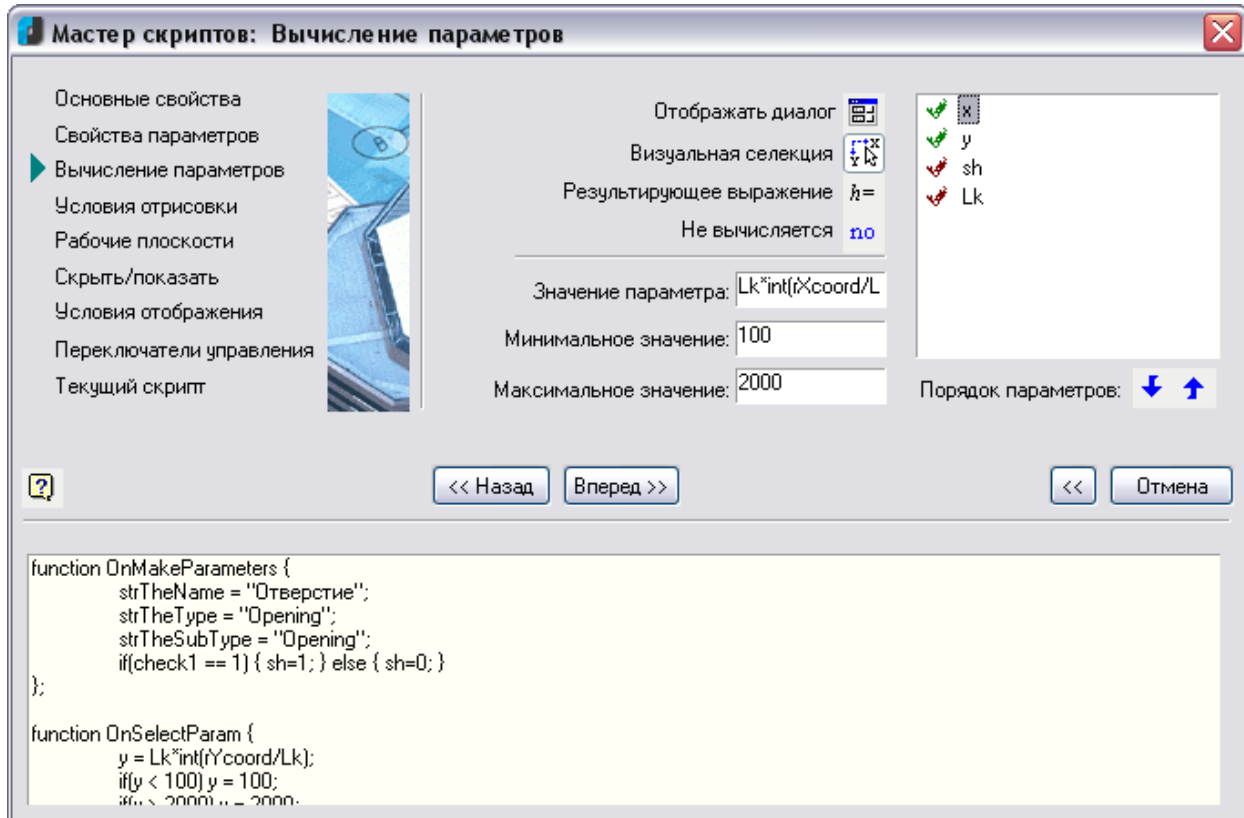 Мастер скриптов: Вычисление параметров
Основные свойства
Свойства параметров
Вычисление параметров
Условия отрисовки
Рабочие плоскости
Скрыть/показать
Условия отображения
Переключатели управления
Текущий скрипт
B
Отображать диалог
Визуальная селекция
Результирующее выражение h=
Не вычисляется no
Значение параметра: Lk*int(rXcoord/L
Минимальное значение: 100
Максимальное значение: 2000
x
y
sh
Lk
Порядок параметров:
?
<< Назад
Вперед >>
<<
Отмена
function OnMakeParameters {
strTheName = "Отверстие";
strTheType = "Opening";
strTheSubType = "Opening";
if(check1 == 1) { sh=1; } else { sh=0; }
};
function OnSelectParam {
y = Lk*int(rYcoord/Lk);
if(y < 100) y = 100;
if(y > 2000) y = 2000;